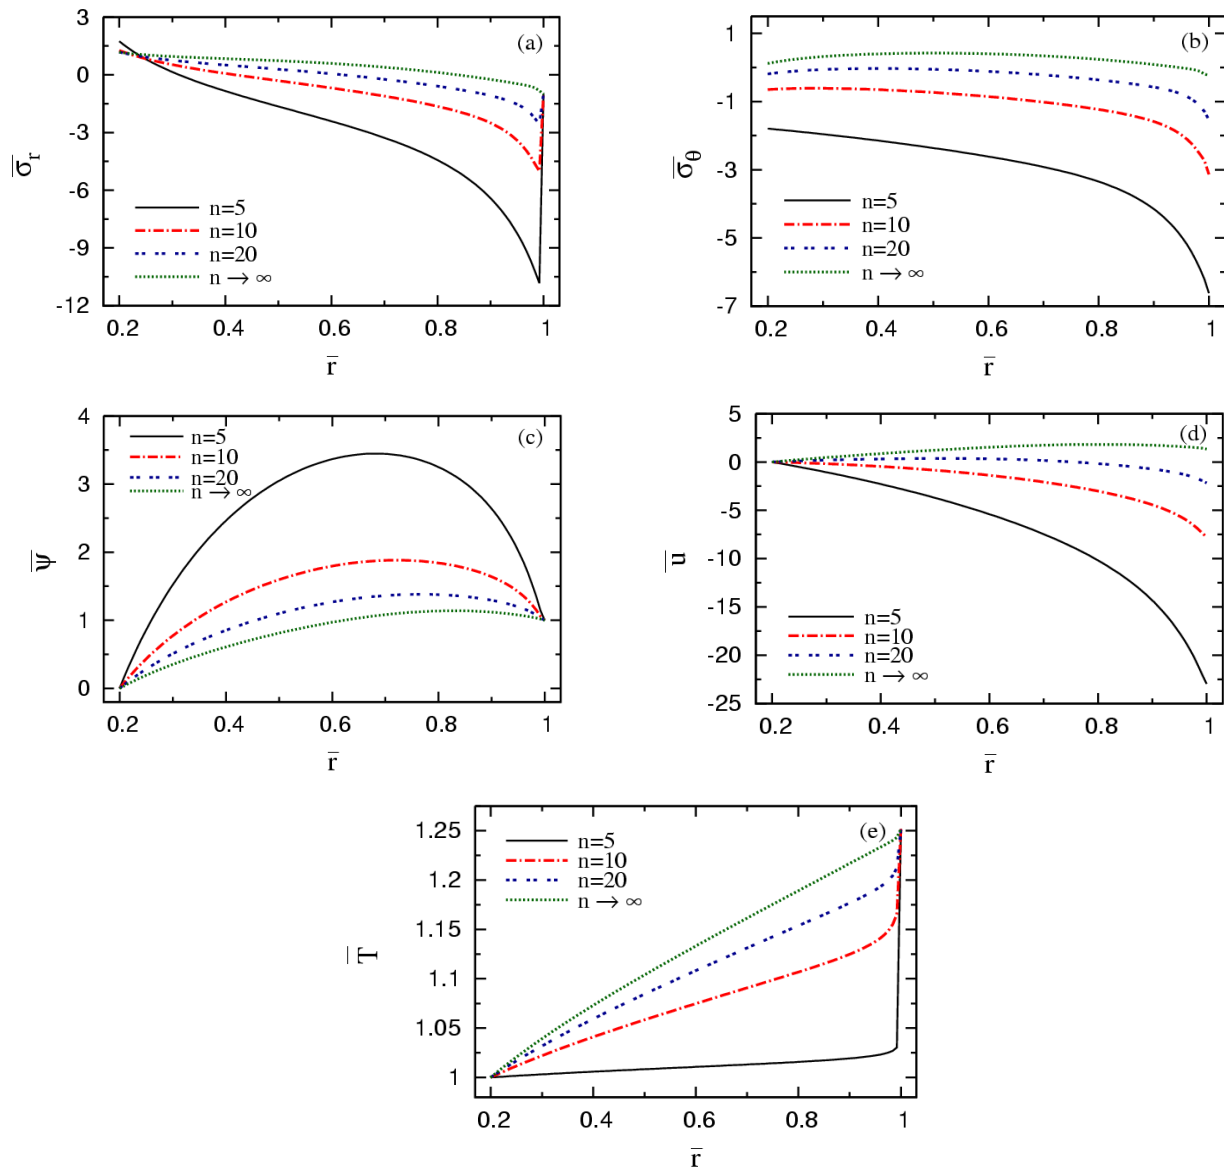 (a)
3
0
-3
-6
-9
-12
σ̅r
n=5
n=10
n=20
n → ∞
0.2 0.4 0.6 0.8 1
r̅
(b)
1
-1
-3
-5
-7
σ̅θ
n=5
n=10
n=20
n → ∞
0.2 0.4 0.6 0.8 1
r̅
(c)
4
3
2
1
0
ψ̅
n=5
n=10
n=20
n → ∞
0.2 0.4 0.6 0.8 1
r̅
(d)
5
0
-5
-10
-15
-20
-25
u̅
n=5
n=10
n=20
n → ∞
0.2 0.4 0.6 0.8 1
r̅
(e)
1.25
1.2
1.15
1.1
1.05
1
T̅
n=5
n=10
n=20
n → ∞
0.2 0.4 0.6 0.8 1
r̅